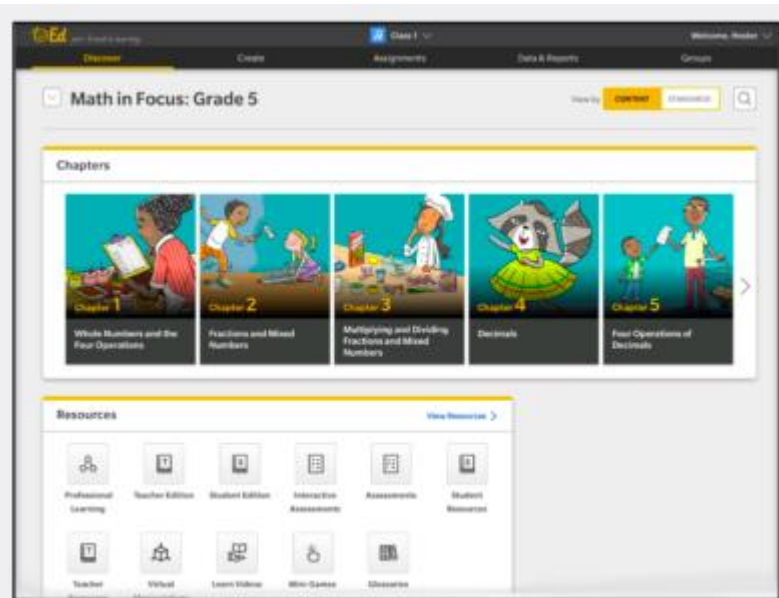 Ed
Class 1
Welcome,
Discover
Create
Assignments
Data & Reports
Groups
Math in Focus: Grade 5
View by
CONTENT
STANDARDS
Chapters
Chapter 1
Whole Numbers and the
Four Operations
Chapter 2
Fractions and Mixed
Numbers
Chapter 3
Multiplying and Dividing
Fractions and Mixed
Numbers
Chapter 4
Decimals
Chapter 5
Four Operations of
Decimals
Resources
View Resources
Professional
Learning
Teacher Edition
Student Edition
Interactive
Assessments
Assessments
Student
Resources
Teacher
Virtual
Learn Videos
Mini-Games
Glossaries